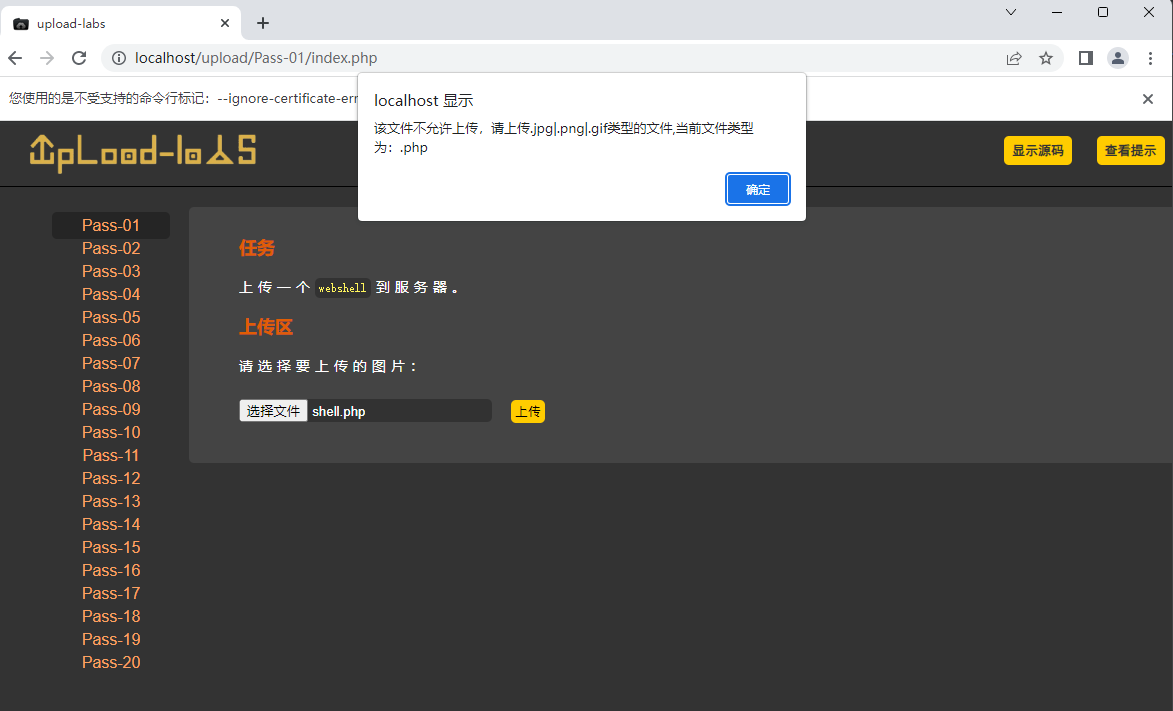 upload-labs
localhost/upload/Pass-01/index.php
您使用的是不受支持的命令行标记：--ignore-certificate-err
localhost 显示
该文件不允许上传，请上传.jpg|.png|.gif类型的文件,当前文件类型
为：.php
确定
UpLoad-labs
显示源码
查看提示
Pass-01
Pass-02
Pass-03
Pass-04
Pass-05
Pass-06
Pass-07
Pass-08
Pass-09
Pass-10
Pass-11
Pass-12
Pass-13
Pass-14
Pass-15
Pass-16
Pass-17
Pass-18
Pass-19
Pass-20
任务
上传一个 webshell 到服务器。
上传区
请选择要上传的图片：
选择文件 shell.php
上传